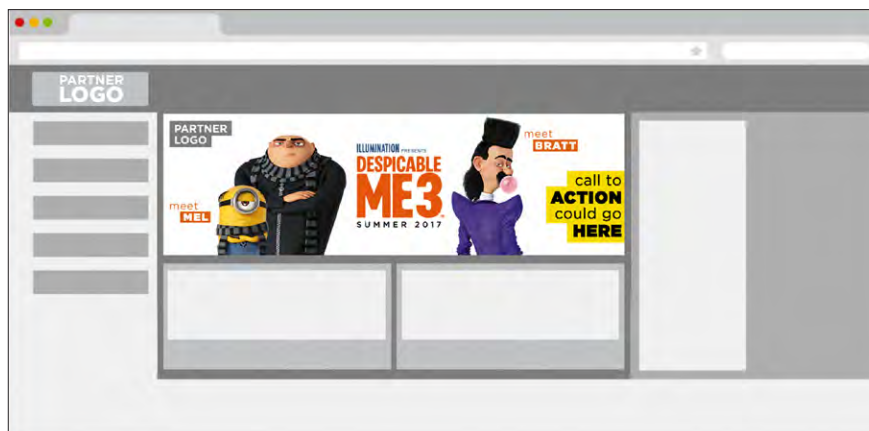 PARTNER
LOGO
PARTNER
LOGO
meet
MEL
ILLUMINATION PRESENTS
DESPICABLE
ME3
SUMMER 2017
meet
BRATT
call to
ACTION
could go
HERE